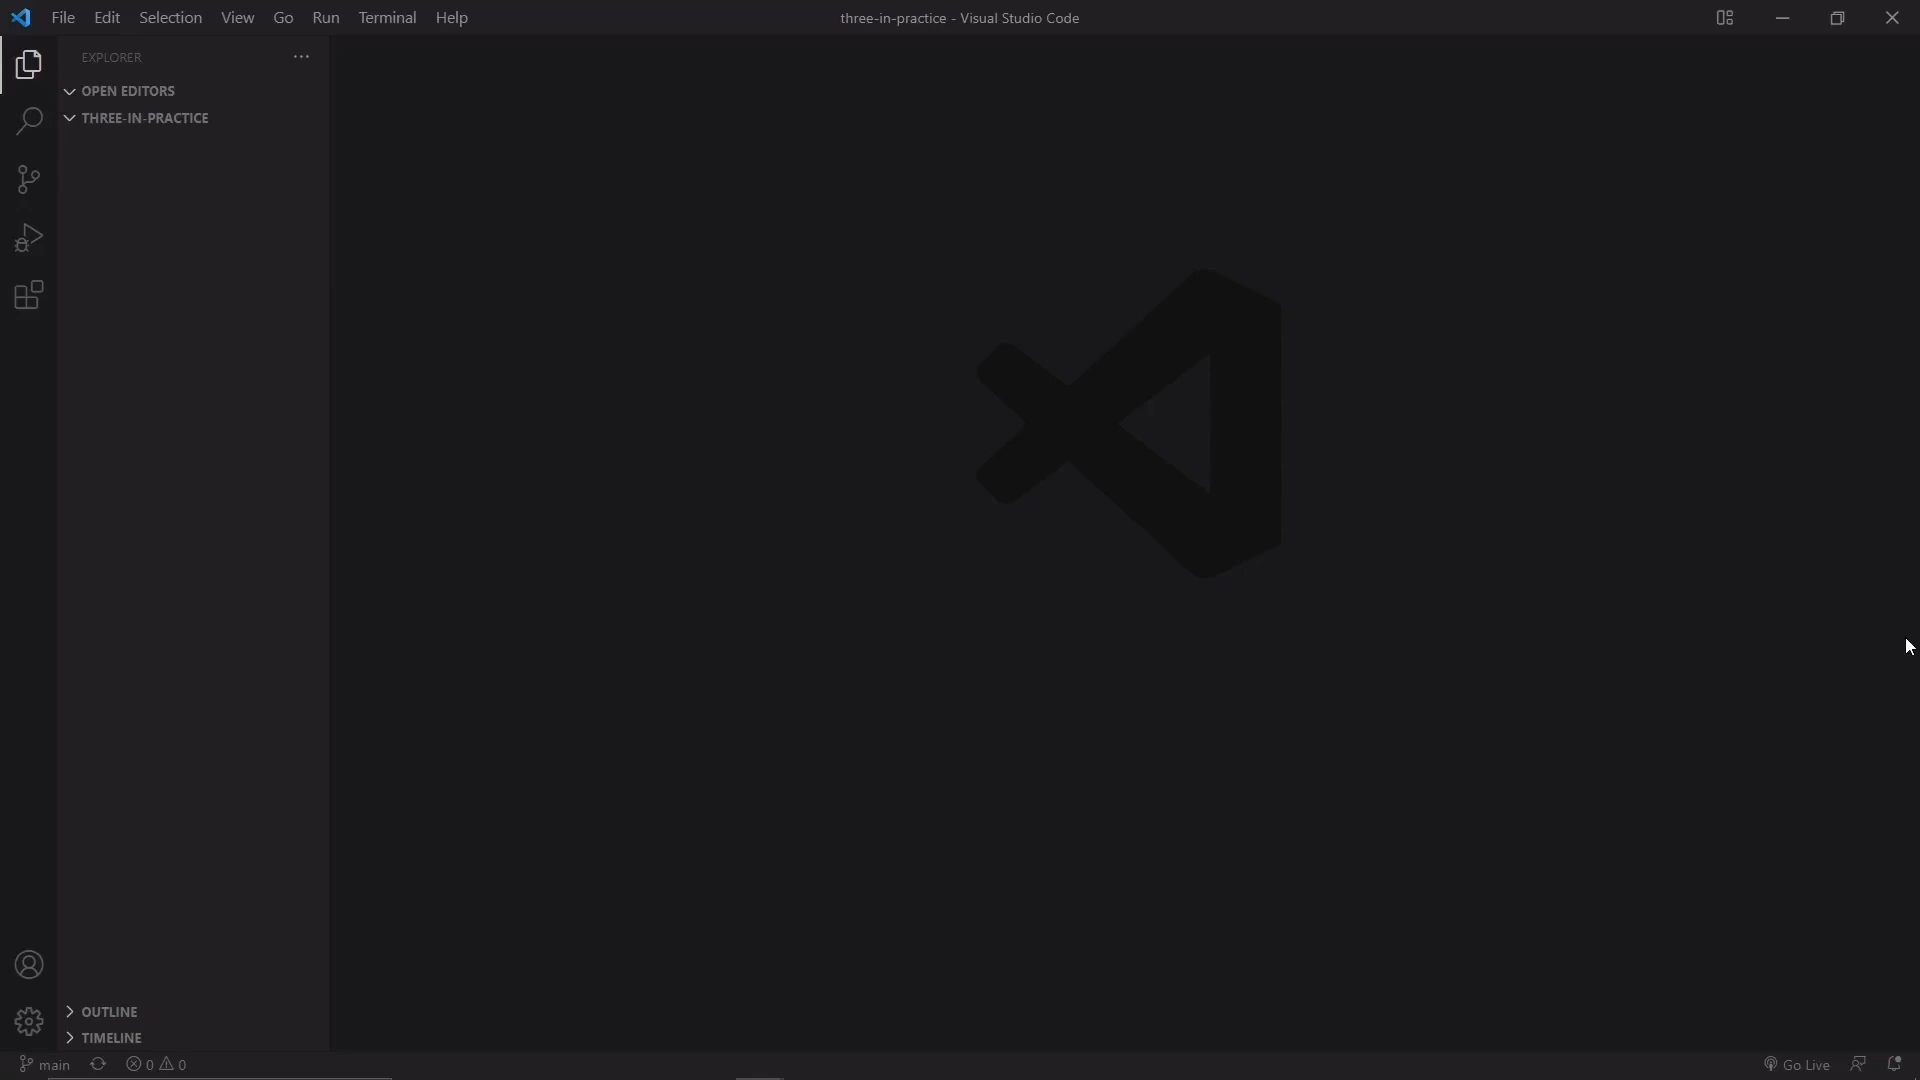 File Edit Selection View Go Run Terminal Help
three-in-practice - Visual Studio Code
EXPLORER
OPEN EDITORS
THREE-IN-PRACTICE
OUTLINE
TIMELINE
main 0 0
Go Live